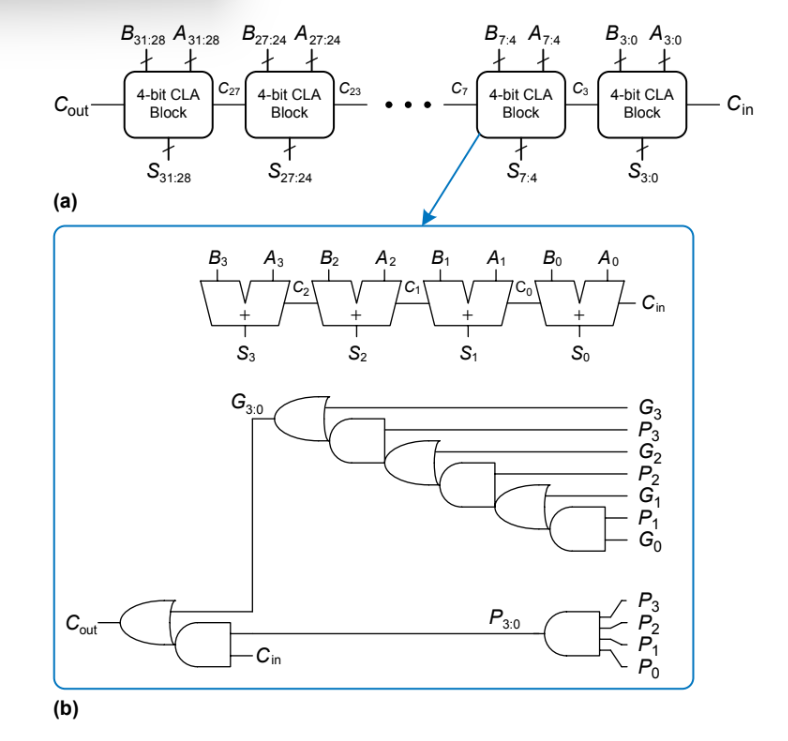 B31:28 A31:28 B27:24 A27:24 B7:4 A7:4 B3:0 A3:0
Cout 4-bit CLA Block C27 4-bit CLA Block C23 • • • C7 4-bit CLA Block C3 4-bit CLA Block Cin
S31:28 S27:24 S7:4 S3:0
(a)
B3 A3 B2 A2 B1 A1 B0 A0
C2 C1 C0 Cin
+ + + +
S3 S2 S1 S0
G3:0 G3
P3
G2
P2
G1
P1
G0
P3
Cout P3:0 P2
P1
Cin P0
(b)